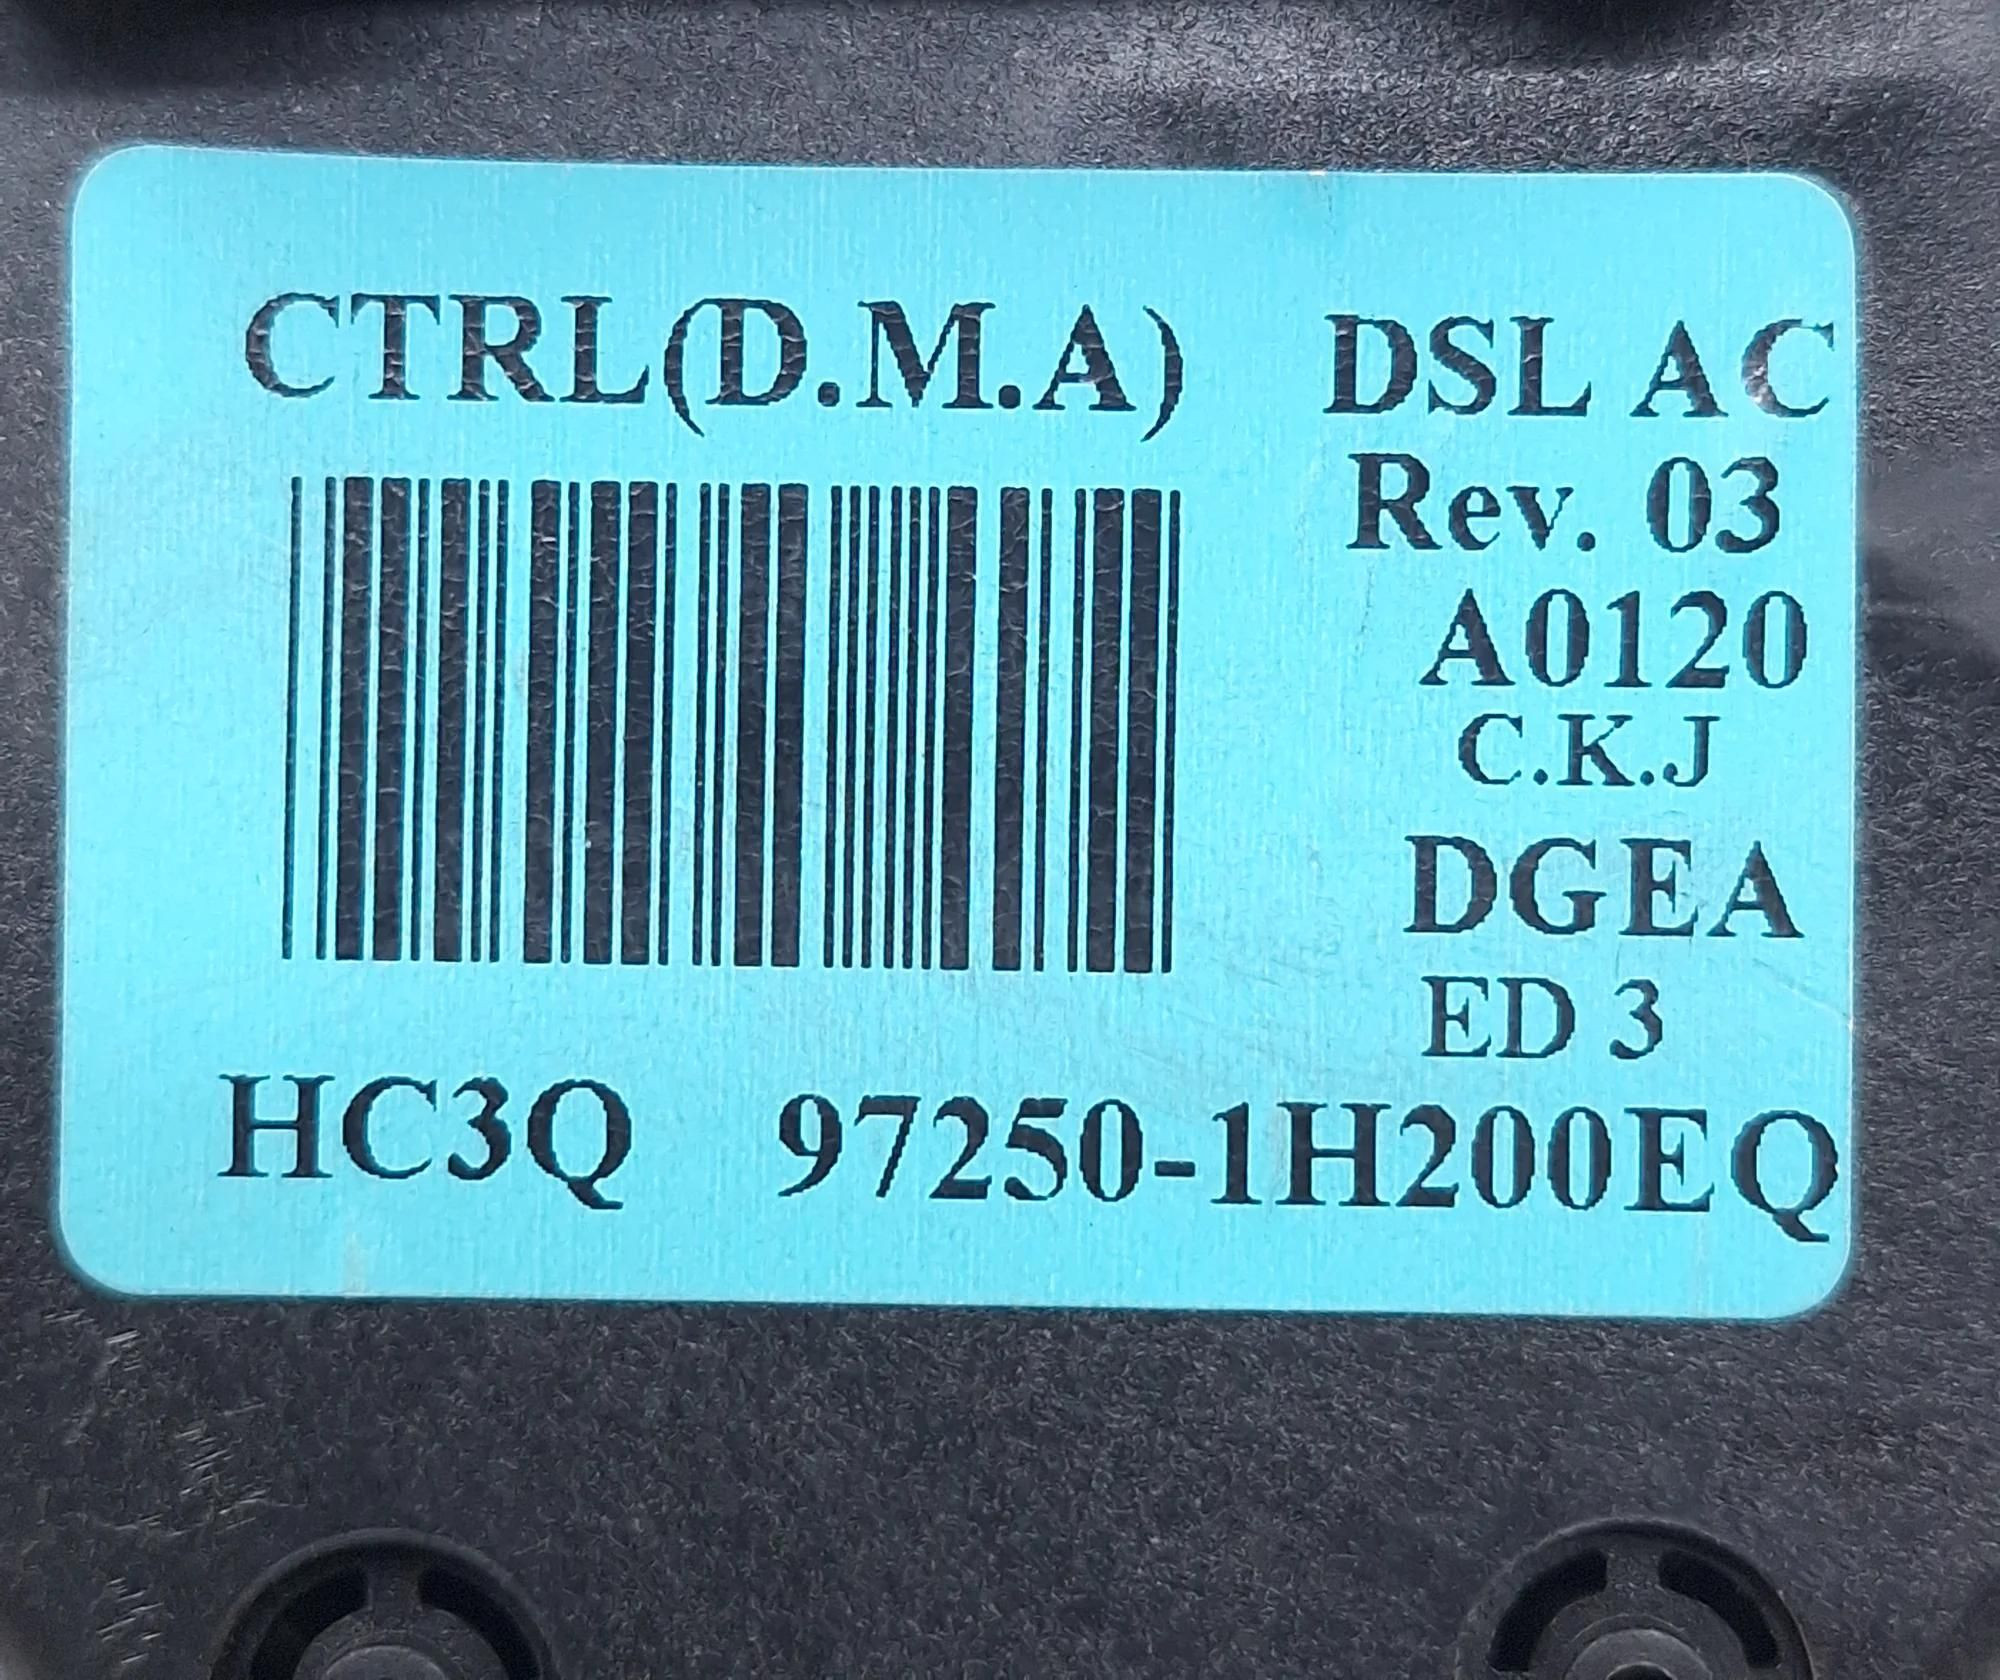 CTRL(D.M.A) DSL AC
Rev. 03
A0120
C.K.J
DGEA
ED 3
HC3Q 97250-1H200EQ